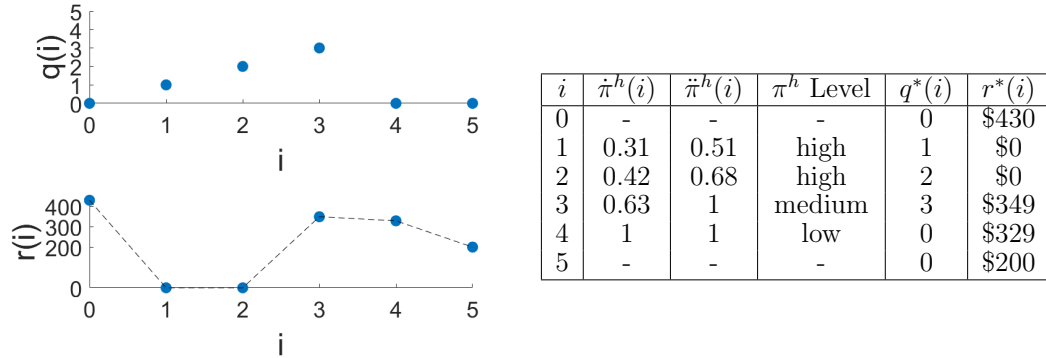 5
4
3
2
1
0
q(i)
0 1 2 3 4 5
i
400
300
200
0
r(i)
0 1 2 3 4 5
i
i π̇ʰ(i) π̈ʰ(i) πʰ Level q*(i) r*(i)
0 - - - 0 $430
1 0.31 0.51 high 1 $0
2 0.42 0.68 high 2 $0
3 0.63 1 medium 3 $349
4 1 1 low 0 $329
5 - - - 0 $200